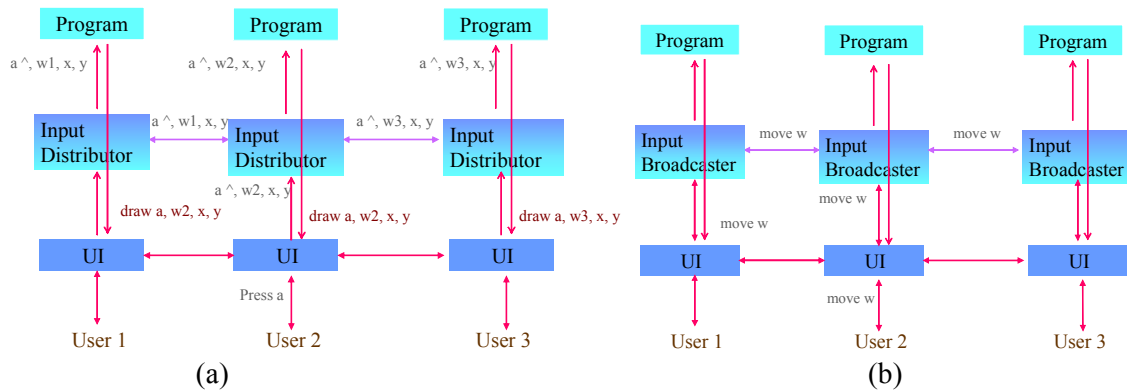 Program
Program
Program
a ^, w1, x, y
a ^, w2, x, y
a ^, w3, x, y
Input
Distributor
a ^, w1, x, y
Input
Distributor
a ^, w3, x, y
Input
Distributor
a ^, w2, x, y
draw a, w2, x, y
draw a, w2, x, y
draw a, w3, x, y
UI
UI
UI
Press a
User 1
User 2
User 3
(a)
Program
Program
Program
Input
Broadcaster
move w
Input
Broadcaster
move w
Input
Broadcaster
move w
move w
UI
UI
UI
move w
User 1
User 2
User 3
(b)